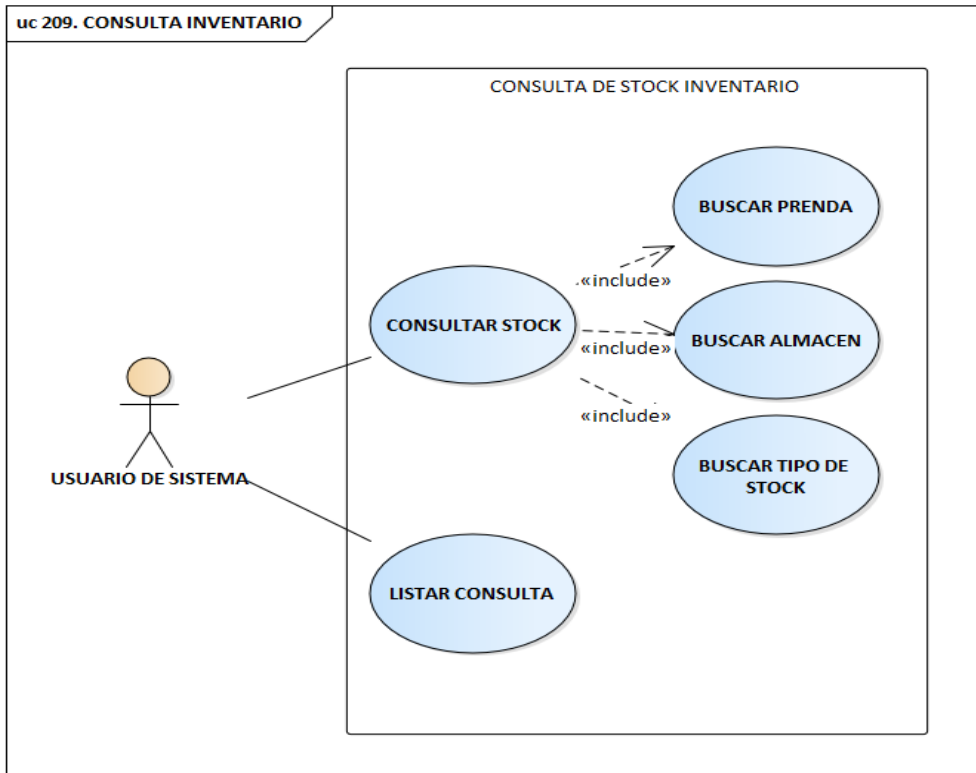 uc 209. CONSULTA INVENTARIO
CONSULTA DE STOCK INVENTARIO
BUSCAR PRENDA
«include»
CONSULTAR STOCK
BUSCAR ALMACEN
«include»
«include»
BUSCAR TIPO DE
STOCK
USUARIO DE SISTEMA
LISTAR CONSULTA